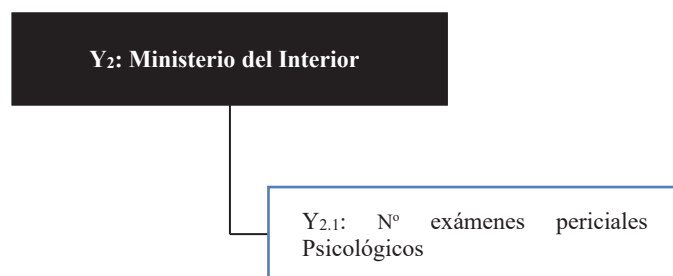 Y₂: Ministerio del Interior
Y₂.₁: Nº exámenes periciales
Psicológicos